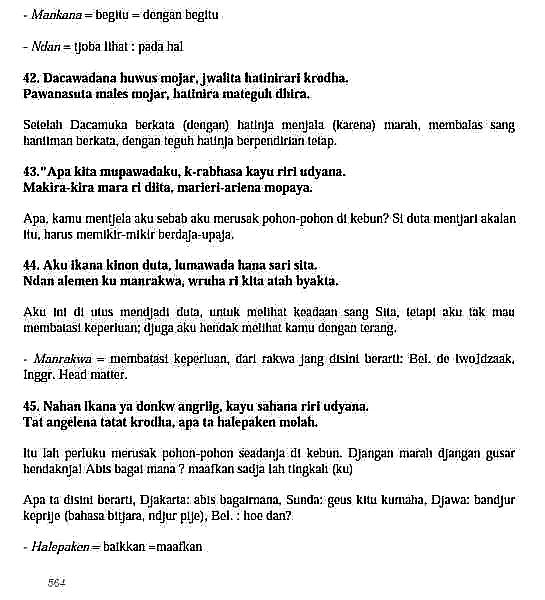 - Mankana = begitu = dengan begitu
- Ndan = tjoba lihat : pada hal
42. Dacawadana huwus mojar, jwalita hatinirari krodha.
Pawanasuta males mojar, hatinira mateguh dhira.
Setelah Dacamuka berkata (dengan) hatinja menjala (karena) marah, membalas sang
hantiman berkata, dengan teguh hatinja berpendirian tetap.
43."Apa kita mupawadaku, k-rabhasa kayu riri udyana.
Makira-kira mara ri diita, marieri-ariena mopaya.
Apa, kamu mentjela aku sebab aku merusak pohon-pohon di kebun? Si duta mentjari akalan
itu, harus memikir-mikir berdaja-upaja.
44. Aku ikana kinon duta, lumawada hana sari sita.
Ndan alemen ku manrakwa, wruha ri kita atah byakta.
Aku ini di utus mendjadi duta, untuk melihat keadaan sang Sita, tetapi aku tak mau
membatasi keperluan; djuga aku hendak melihat kamu dengan terang.
- Manrakwa = membatasi keperluan, dari rakwa jang disini berarti: Bel. de
Inggr. Head matter.
45. Nahan ikana ya donkw angriig, kayu sahana riri udyana.
Tat angelena tatat krodha, apa ta halepaken molah.
Itu lah perluku merusak pohon-pohon seadanja di kebun. Djangan marah djangan gusar
hendaknja! Abis bagai mana ? maafkan sadja lah tingkah (ku)
Apa ta disini berarti, Djakarta: abis bagaimana, Sunda: geus kitu kumaha, Djawa: bandjur
keprije (bahasa bitjara, ndjur pije), Bel. : hoe dan?
- Halepaken = baikkan =maafkan
564